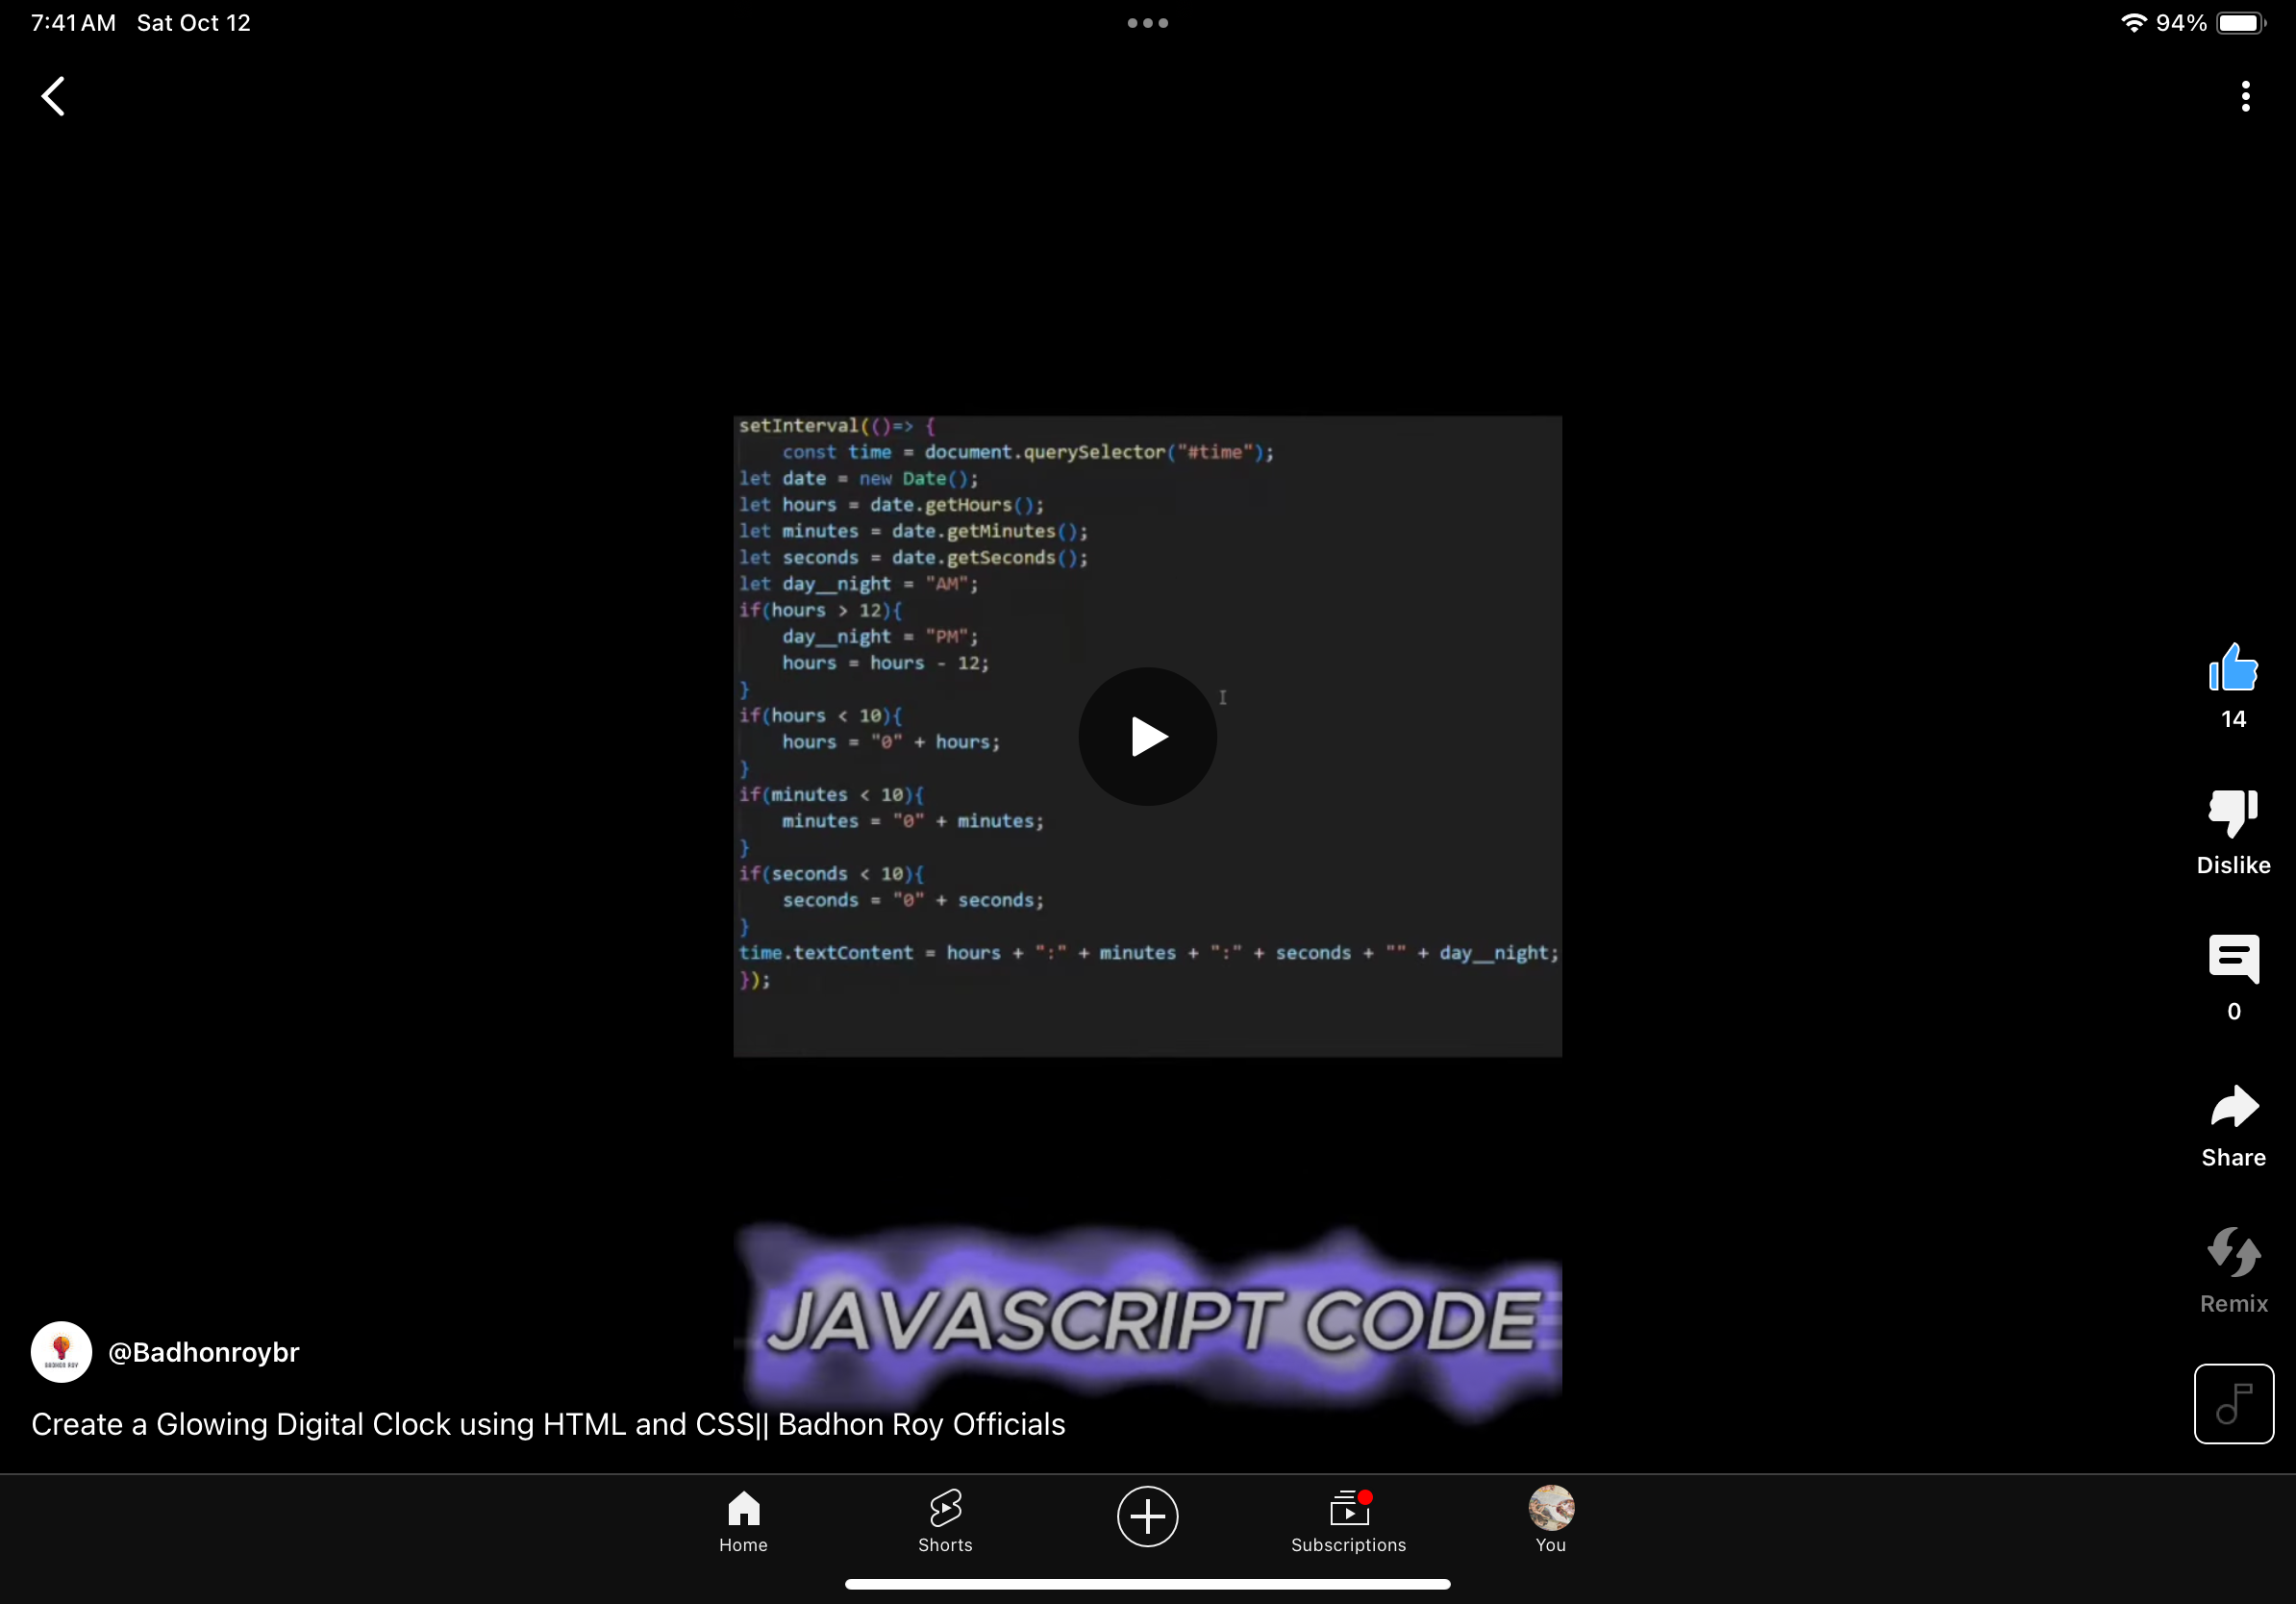 7:41 AM Sat Oct 12
94%
setInterval(()=> {
const time = document.querySelector("#time");
let date = new Date();
let hours = date.getHours();
let minutes = date.getMinutes();
let seconds = date.getSeconds();
let day__night = "AM";
if(hours > 12){
day__night = "PM";
hours = hours - 12;
}
if(hours < 10){
hours = "0" + hours;
}
if(minutes < 10){
minutes = "0" + minutes;
}
if(seconds < 10){
seconds = "0" + seconds;
}
time.textContent = hours + ":" + minutes + ":" + seconds + "" + day__night;
});
14
Dislike
0
Share
Remix
JAVASCRIPT CODE
BADHON ROY
@Badhonroybr
Create a Glowing Digital Clock using HTML and CSS|| Badhon Roy Officials
Home
Shorts
Subscriptions
You